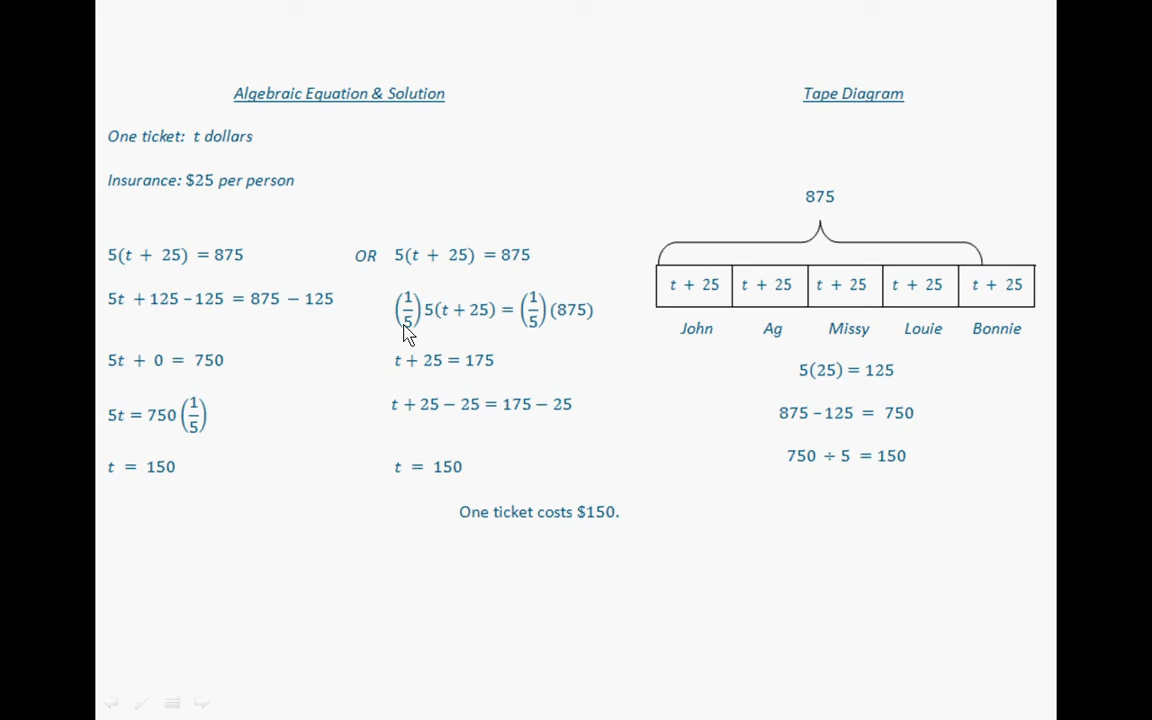 Algebraic Equation & Solution
One ticket: t dollars
Insurance: $25 per person
5(t + 25) = 875
5t + 125 – 125 = 875 − 125
5t + 0 = 750
5t = 750 (1/5)
t = 150
OR
5(t + 25) = 875
(1/5) 5(t + 25) = (1/5) (875)
t + 25 = 175
t + 25 − 25 = 175 − 25
t = 150
One ticket costs $150.
Tape Diagram
875
t + 25 t + 25 t + 25 t + 25 t + 25
John Ag Missy Louie Bonnie
5(25) = 125
875 – 125 = 750
750 ÷ 5 = 150